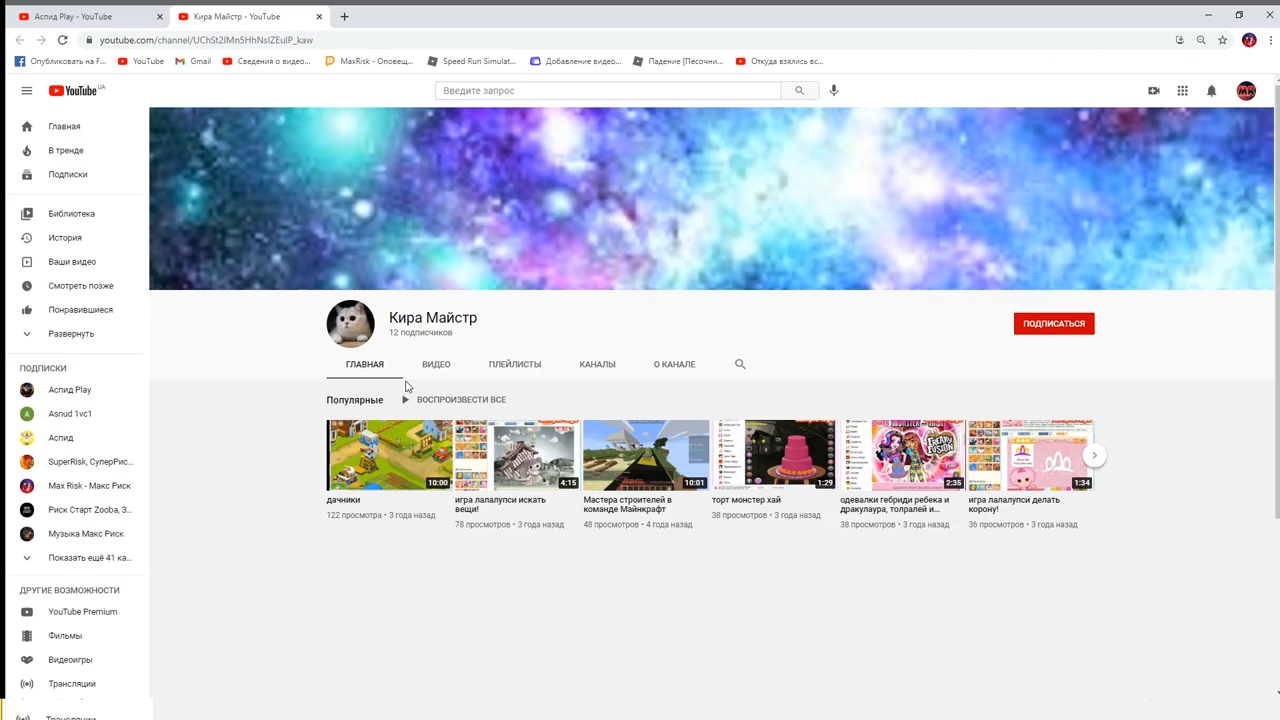 Аспид Play - YouTube
Кира Майстр - YouTube
youtube.com/channel/UChSt2IMn5HhNsIZEuIP_kaw
Опубликовать на F...
YouTube
Gmail
Сведения о видео...
MaxRisk - Оповещ...
Speed Run Simulat...
Добавление видео...
Падение [Песочни...
Откуда взялись вс...
YouTube UA
Введите запрос
Главная
В тренде
Подписки
Библиотека
История
Ваши видео
Смотреть позже
Понравившиеся
Развернуть
ПОДПИСКИ
Аспид Play
Asnud 1vc1
Аспид
SuperRisk, СуперРис...
Max Risk - Макс Риск
Риск Старт Zooba, З...
Музыка Макс Риск
Показать ещё 41 ка...
ДРУГИЕ ВОЗМОЖНОСТИ
YouTube Premium
Фильмы
Видеоигры
Трансляции
Трансляции
Кира Майстр
12 подписчиков
ПОДПИСАТЬСЯ
ГЛАВНАЯ
ВИДЕО
ПЛЕЙЛИСТЫ
КАНАЛЫ
О КАНАЛЕ
Популярные
ВОСПРОИЗВЕСТИ ВСЕ
10:00
дачники
122 просмотра • 3 года назад
4:15
игра лалалупси искать
вещи!
78 просмотров • 3 года назад
10:01
Мастера строителей в
команде Майнкрафт
48 просмотров • 4 года назад
1:29
торт монстер хай
38 просмотров • 3 года назад
2:35
одевалки гебриди ребека и
дракулаура, толралей и...
38 просмотров • 3 года назад
1:34
игра лалалупси делать
корону!
36 просмотров • 3 года назад